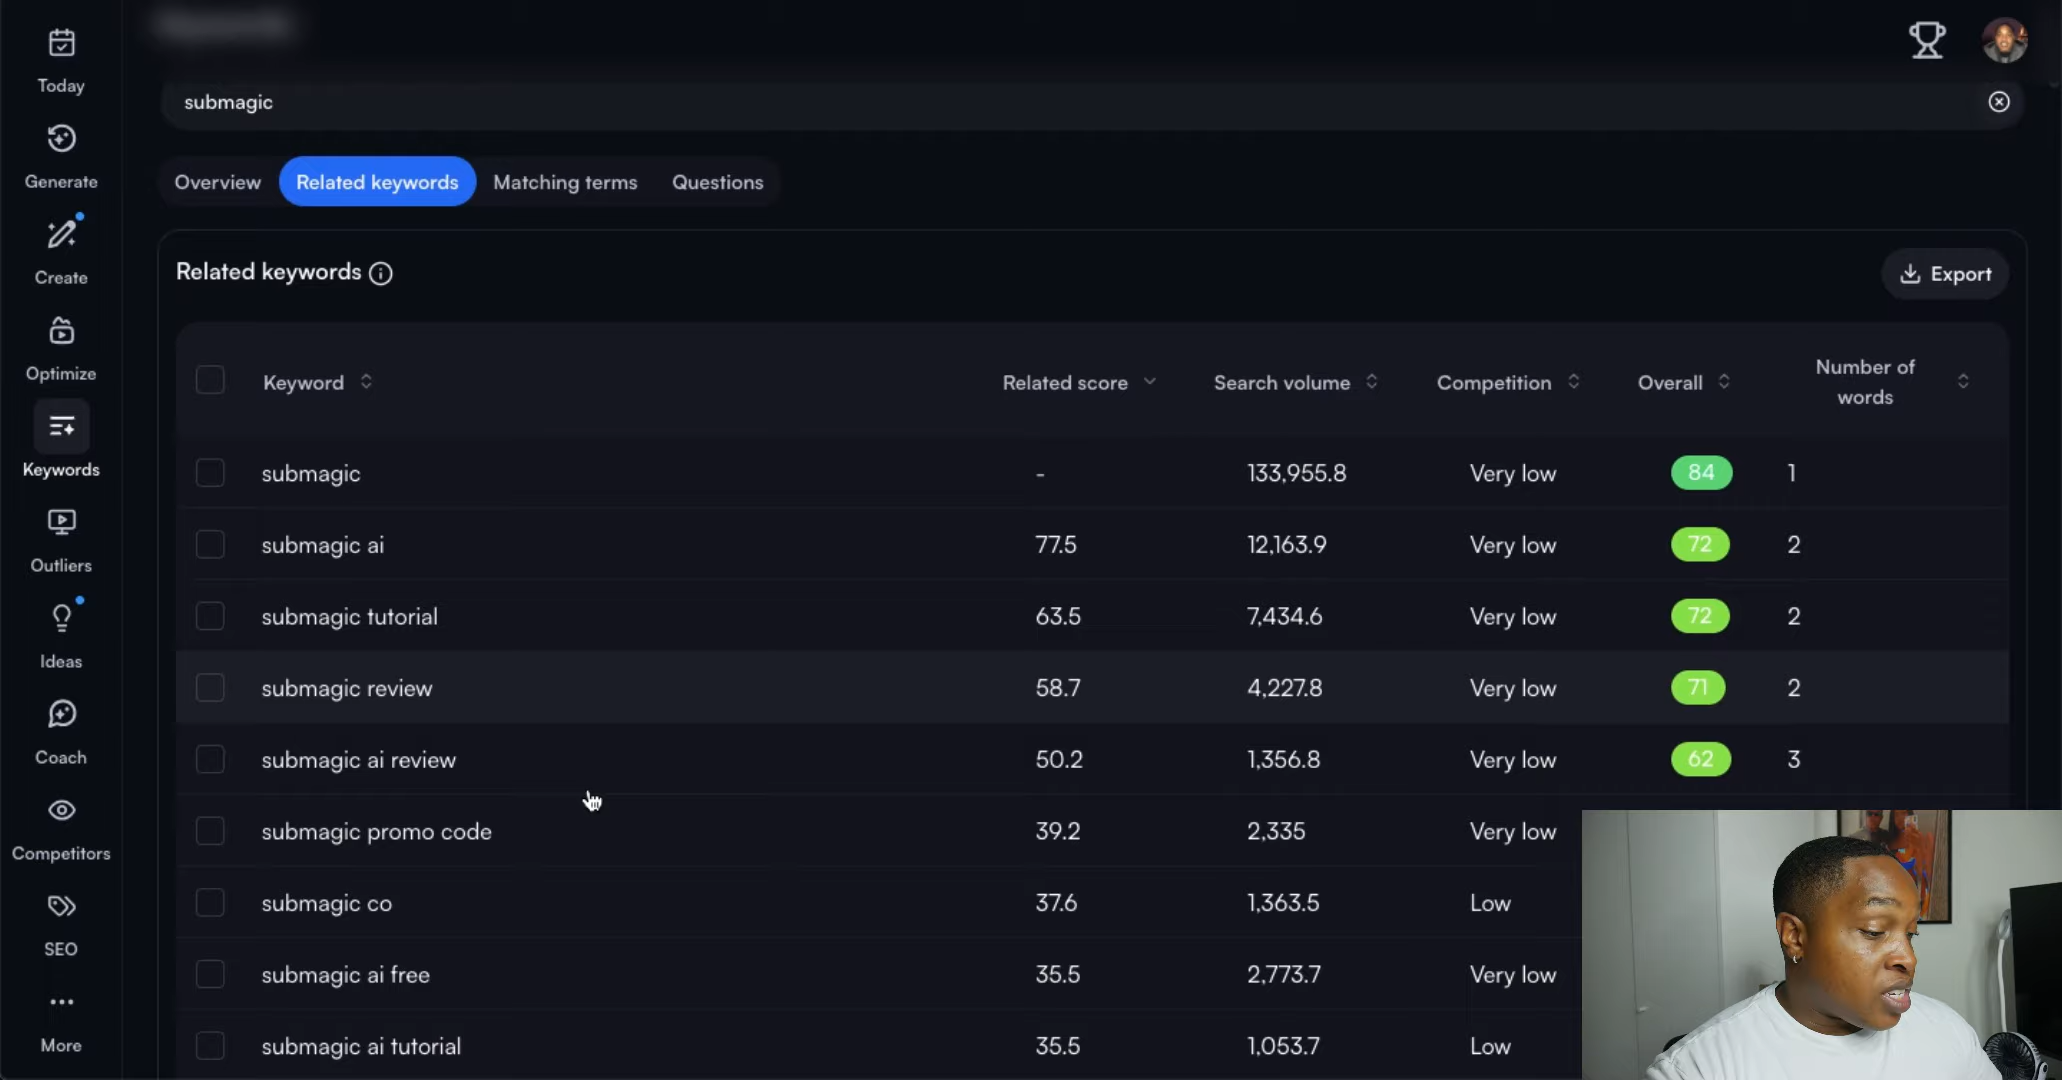 Today
Generate
Create
Optimize
Keywords
Outliers
Ideas
Coach
Competitors
SEO
More
submagic
Overview
Related keywords
Matching terms
Questions
Related keywords
Export
Keyword Related score Search volume Competition Overall Number of
words
submagic - 133,955.8 Very low 84 1
submagic ai 77.5 12,163.9 Very low 72 2
submagic tutorial 63.5 7,434.6 Very low 72 2
submagic review 58.7 4,227.8 Very low 71 2
submagic ai review 50.2 1,356.8 Very low 62 3
submagic promo code 39.2 2,335 Very low
submagic co 37.6 1,363.5 Low
submagic ai free 35.5 2,773.7 Very low
submagic ai tutorial 35.5 1,053.7 Low